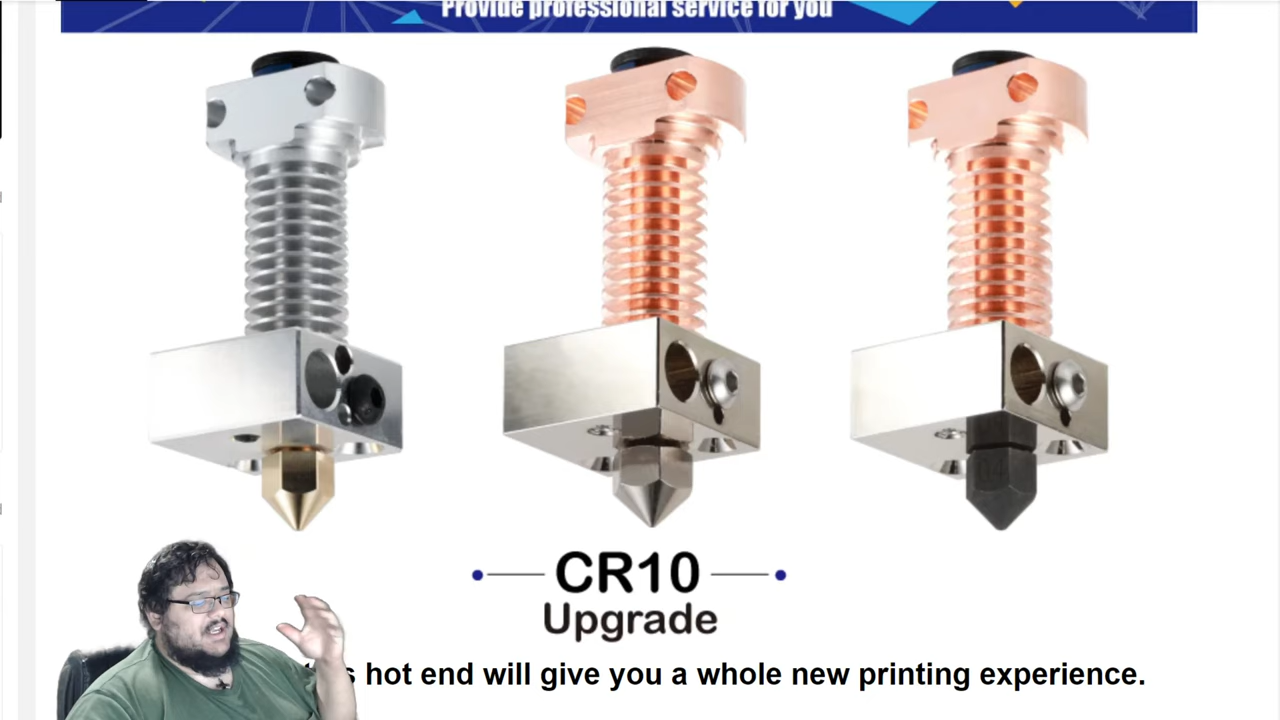 Provide professional service for you
CR10
Upgrade
hot end will give you a whole new printing experience.